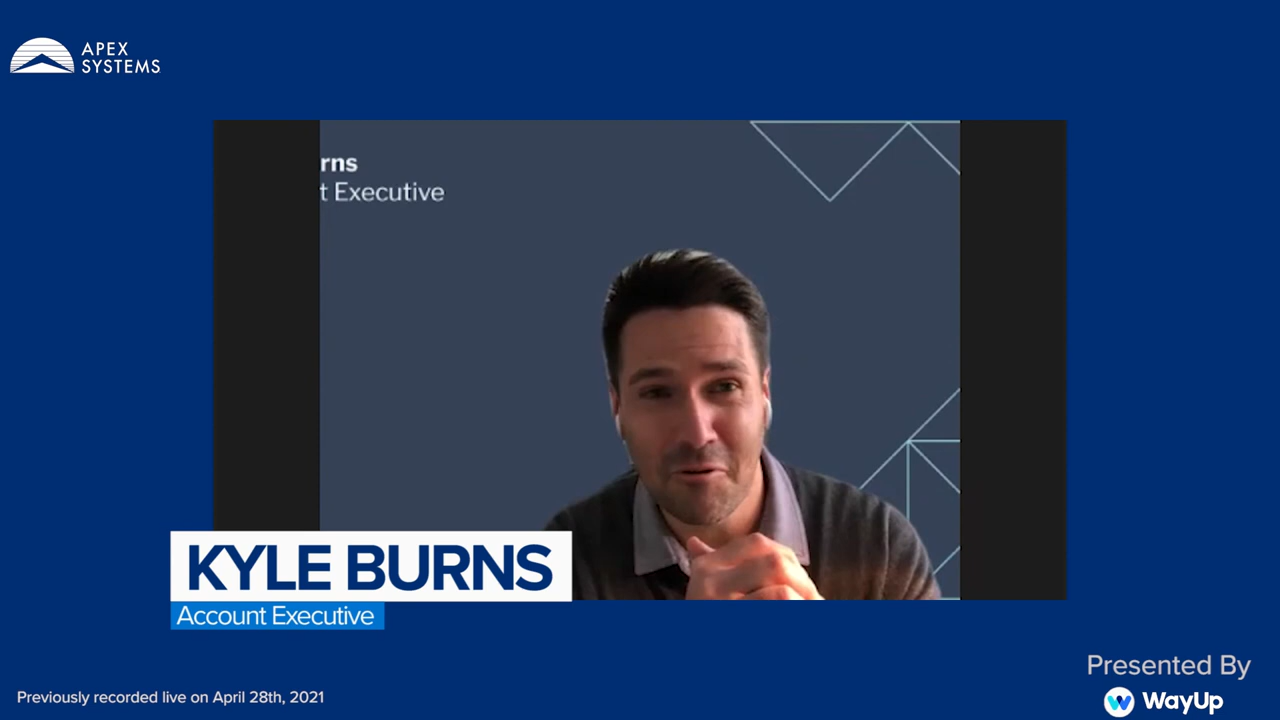 APEX
SYSTEMS
rns
t Executive
KYLE BURNS
Account Executive
Presented By
WayUp
Previously recorded live on April 28th, 2021